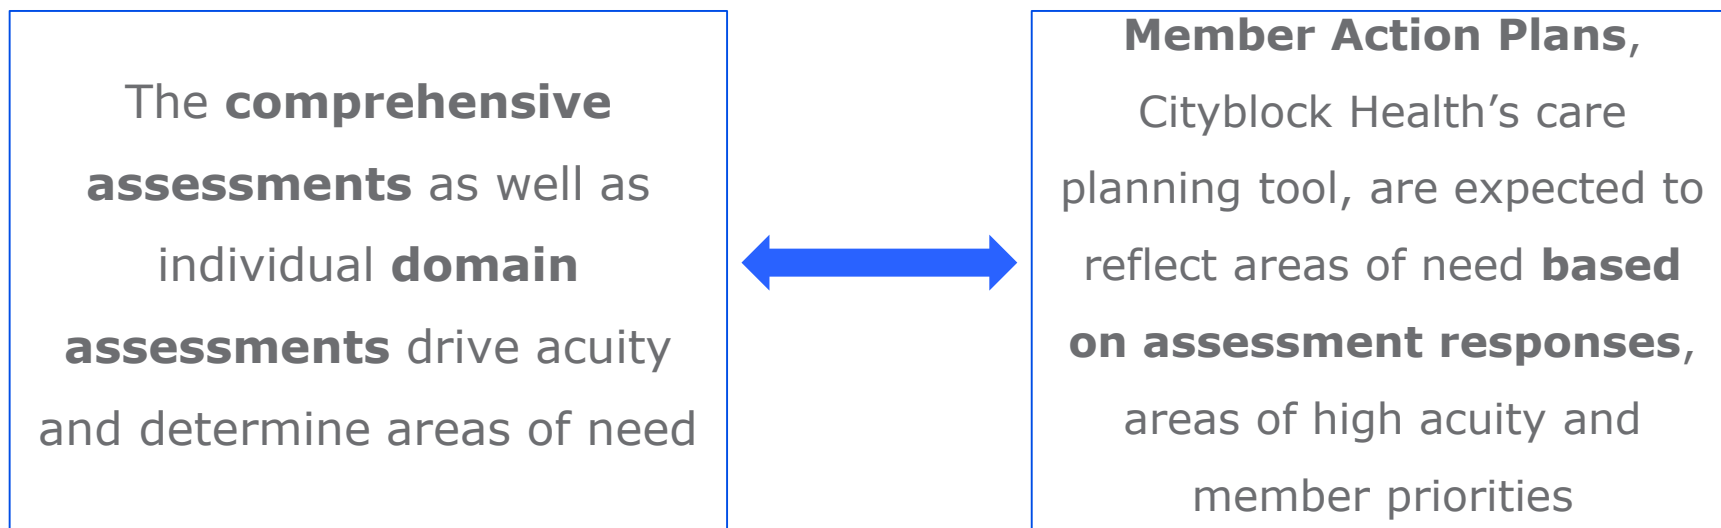 The comprehensive
assessments as well as
individual domain
assessments drive acuity
and determine areas of need
Member Action Plans,
Cityblock Health’s care
planning tool, are expected to
reflect areas of need based
on assessment responses,
areas of high acuity and
member priorities